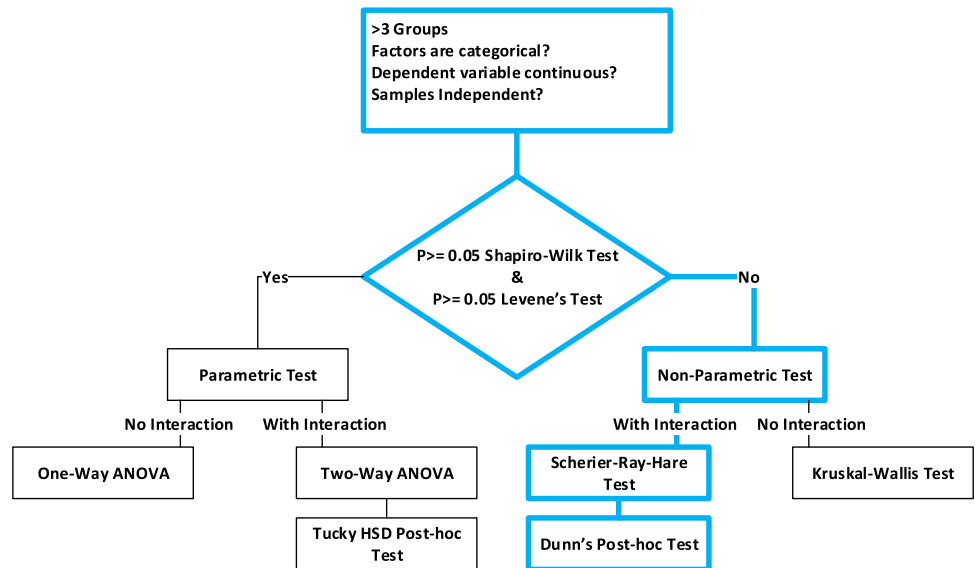 >3 Groups
Factors are categorical?
Dependent variable continuous?
Samples Independent?
P>= 0.05 Shapiro-Wilk Test
&
P>= 0.05 Levene’s Test
Yes
No
Parametric Test
Non-Parametric Test
No Interaction
With Interaction
With Interaction
No Interaction
One-Way ANOVA
Two-Way ANOVA
Scherier-Ray-Hare
Test
Kruskal-Wallis Test
Tucky HSD Post-hoc
Test
Dunn’s Post-hoc Test